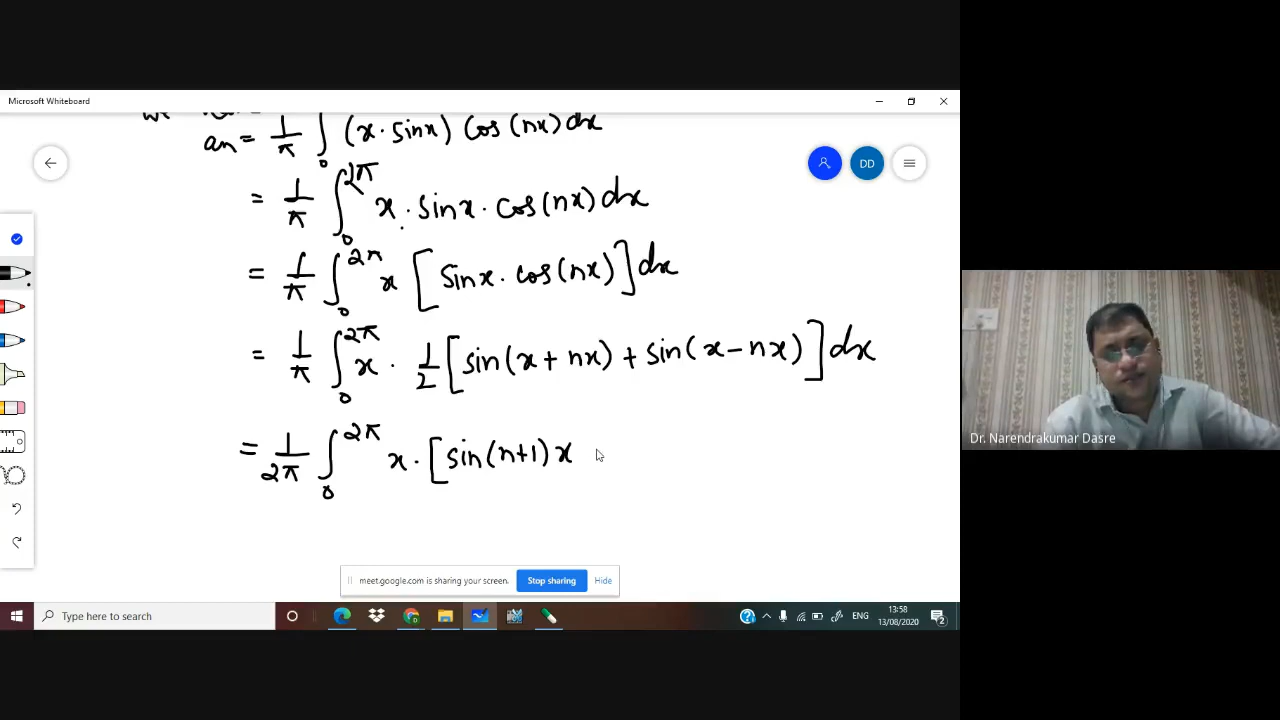 Microsoft Whiteboard
an = 1/π ∫₀ (x·sinx) cos(nx)dx
= 1/π ∫₀^2π x·sinx·cos(nx)dx
= 1/π ∫₀^2π x [sinx·cos(nx)]dx
= 1/π ∫₀^2π x · 1/2 [sin(x+nx) + sin(x-nx)]dx
= 1/2π ∫₀^2π x·[sin(n+1)x
DD
Dr. Narendrakumar Dasre
meet.google.com is sharing your screen. Stop sharing Hide
Type here to search
ENG
13:58
13/08/2020
2